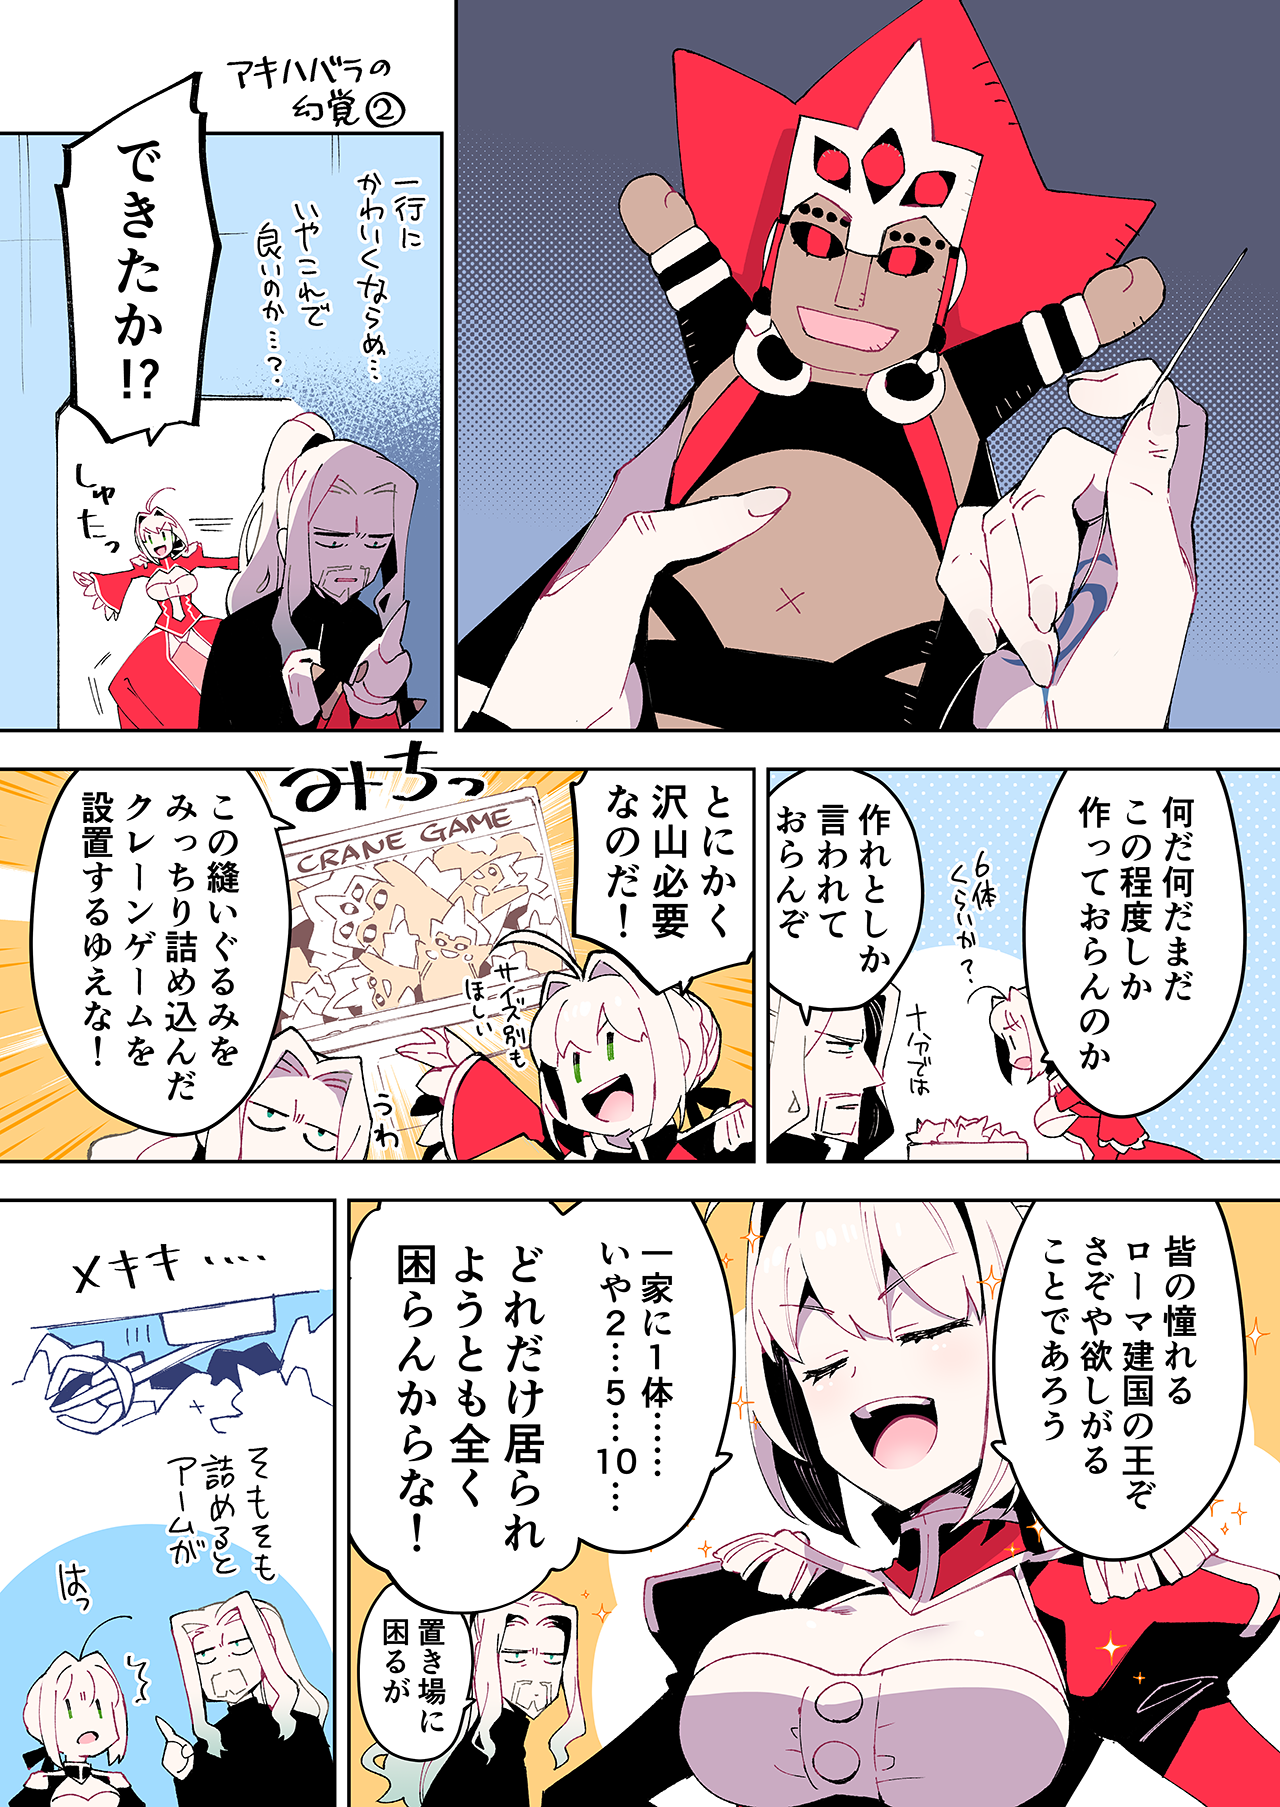 アキハバラの
幻覚②
一行に
かわいくならぬ…
いやこれで
良いのか…?
できたか!?
しゅたっ
何だ何だまだ
この程度しか
作っておらんのか
6体
くらいか?
作れとしか
言われて
おらんぞ
十分では
とにかく
沢山必要
なのだ!
サイズ別も
ほしい
みちっ
CRANE GAME
この縫いぐるみを
みっちり詰め込んだ
クレーンゲームを
設置するゆえな!
うわ
皆の憧れる
ローマ建国の王ぞ
さぞや欲しがる
ことであろう
一家に1体……
いや2…5…10…
どれだけ居られ
ようとも全く
困らんからな!
置き場に
困るが
メキキ….
そもそも
詰めると
アームが
はっ